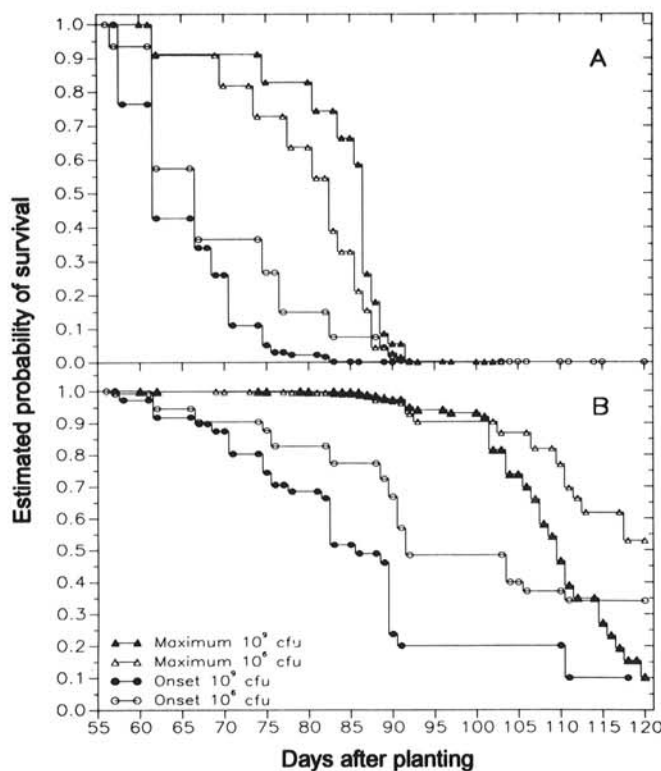 Estimated probability of survival
1.0
0.9
0.8
0.7
0.6
0.5
0.4
0.3
0.2
0.1
0.0
A
1.0
0.9
0.8
0.7
0.6
0.5
0.4
0.3
0.2
0.1
0.0
B
Maximum 10⁹ cfu
Maximum 10⁶ cfu
Onset 10⁹ cfu
Onset 10⁶ cfu
55 60 65 70 75 80 85 90 95 100 105 110 115 120
Days after planting